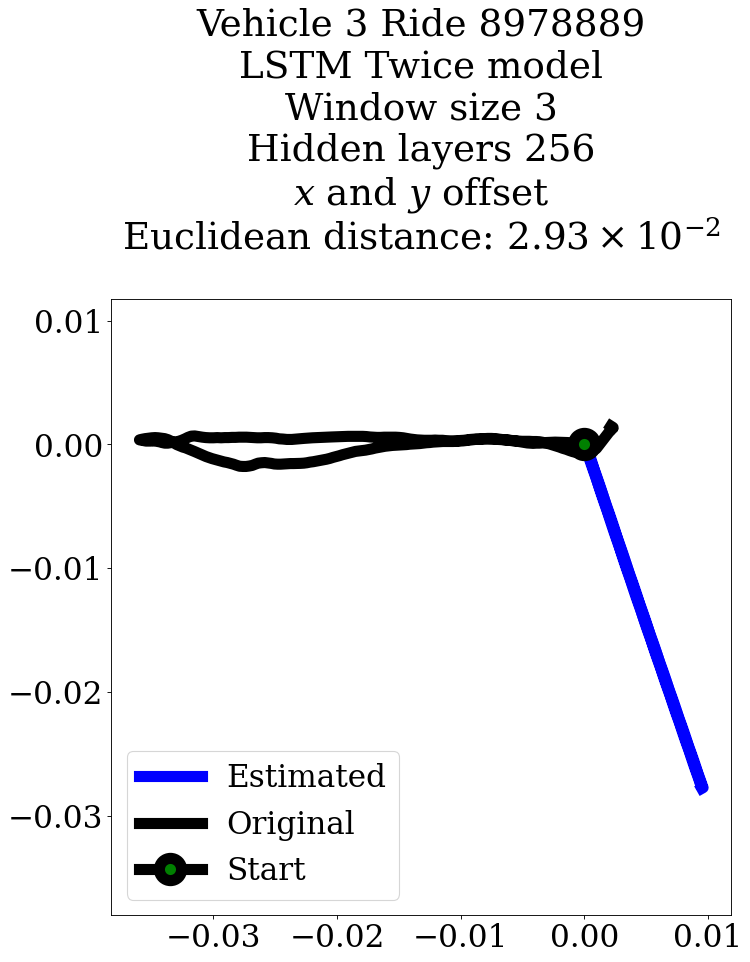 Vehicle 3 Ride 8978889
LSTM Twice model
Window size 3
Hidden layers 256
x and y offset
Euclidean distance: 2.93 × 10⁻²
0.01
0.00
−0.01
−0.02
−0.03
Estimated
Original
Start
−0.03 −0.02 −0.01 0.00 0.01